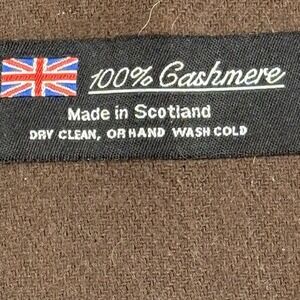 100% Cashmere
Made in Scotland
DRY CLEAN, OR HAND WASH COLD